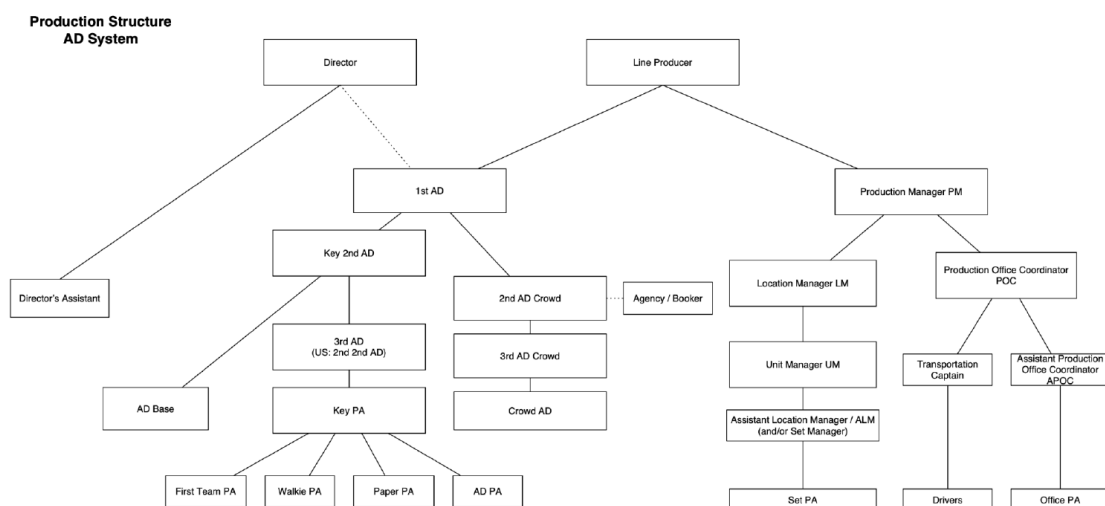 Production Structure
AD System
Director
Line Producer
1st AD
Production Manager PM
Key 2nd AD
Production Office Coordinator
POC
Location Manager LM
Director's Assistant
2nd AD Crowd
Agency / Booker
3rd AD
(US: 2nd 2nd AD)
3rd AD Crowd
Unit Manager UM
Transportation
Captain
Assistant Production
Office Coordinator
APOC
AD Base
Key PA
Crowd AD
Assistant Location Manager / ALM
(and/or Set Manager)
First Team PA
Walkie PA
Paper PA
AD PA
Set PA
Drivers
Office PA